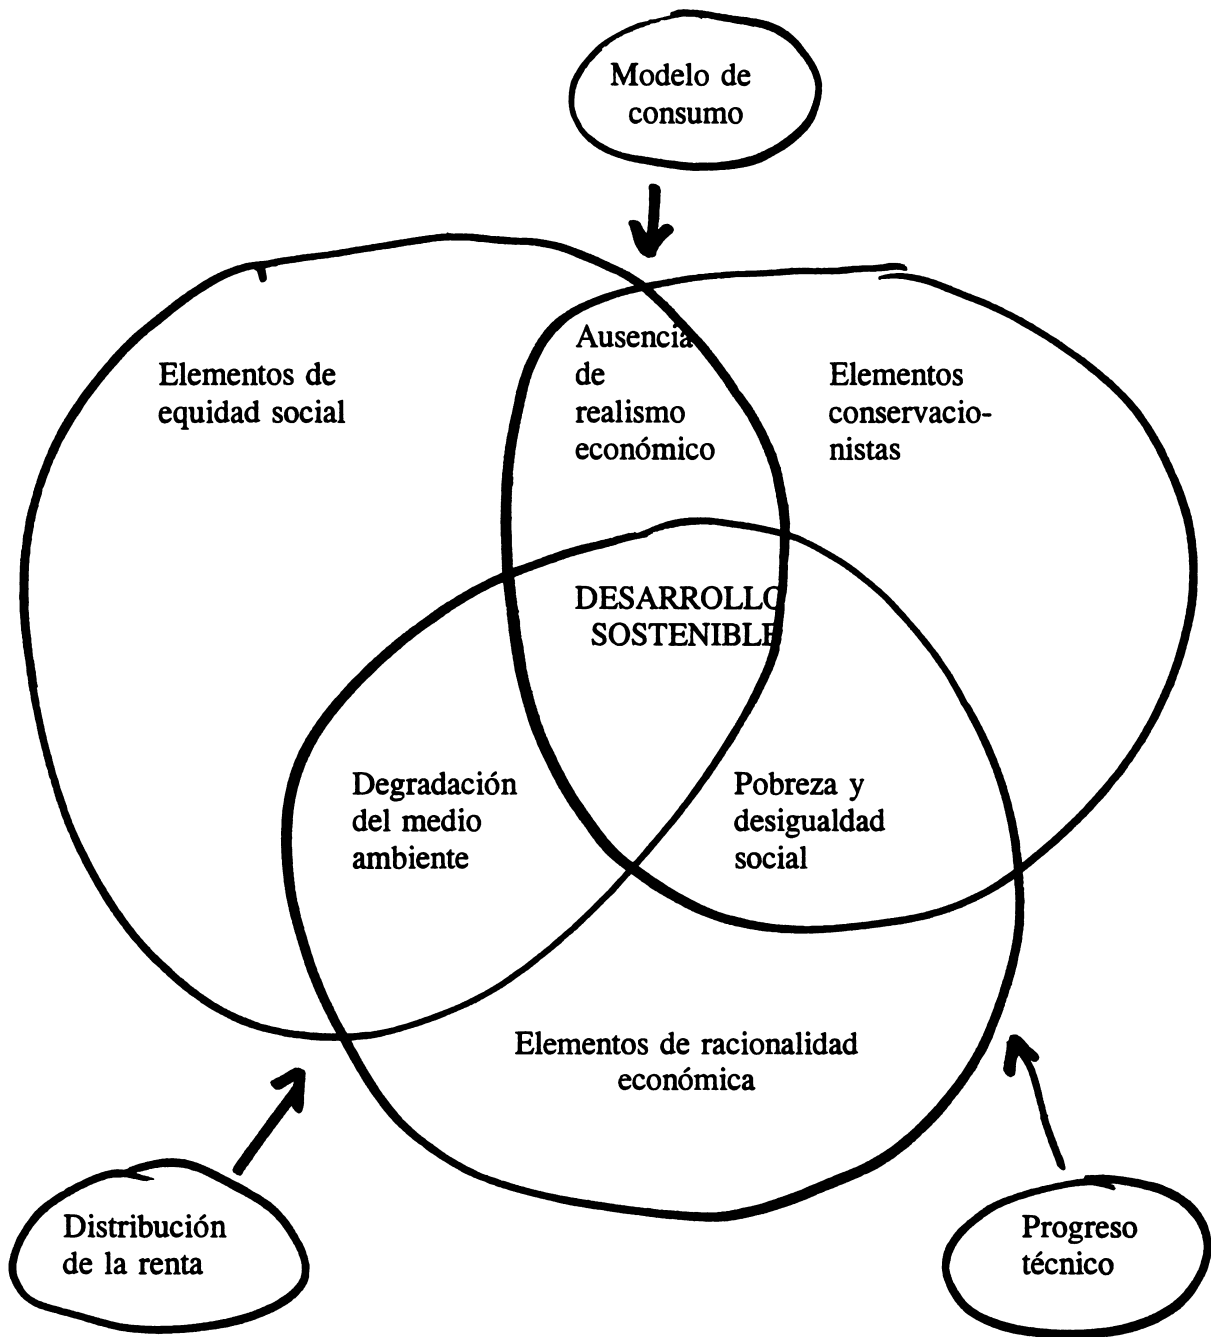 Modelo de
consumo
Elementos de
equidad social
Ausencia
de
realismo
económico
Elementos
conservacio-
nistas
DESARROLLO
SOSTENIBLE
Degradación
del medio
ambiente
Pobreza y
desigualdad
social
Elementos de racionalidad
económica
Distribución
de la renta
Progreso
técnico